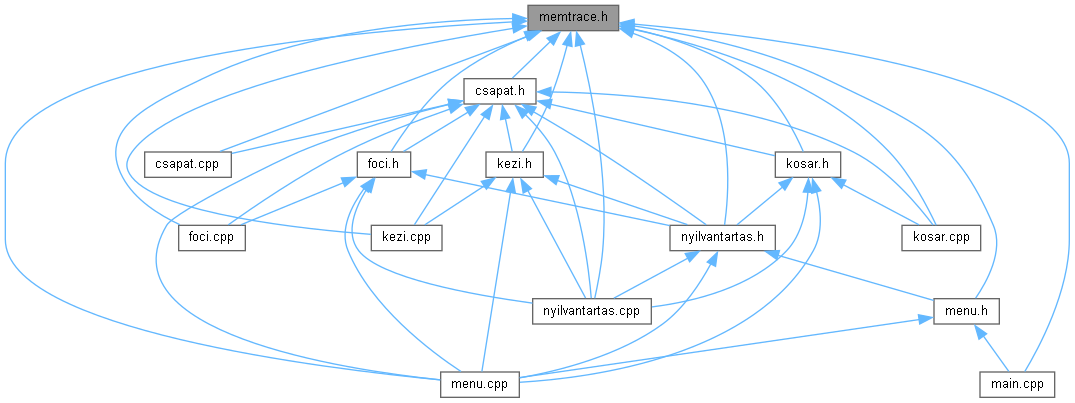 memtrace.h
csapat.h
csapat.cpp
foci.h
kezi.h
kosar.h
foci.cpp
kezi.cpp
nyilvantartas.h
kosar.cpp
nyilvantartas.cpp
menu.h
menu.cpp
main.cpp